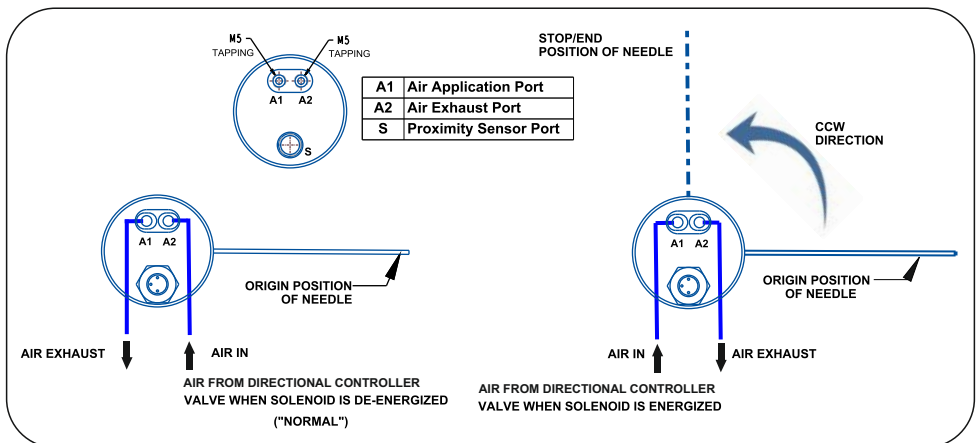 M5
TAPPING
M5
TAPPING
A1 A2
S
A1 Air Application Port
A2 Air Exhaust Port
S Proximity Sensor Port
STOP/END
POSITION OF NEEDLE
CCW
DIRECTION
A1 A2
ORIGIN POSITION
OF NEEDLE
AIR EXHAUST
AIR IN
AIR FROM DIRECTIONAL CONTROLLER
VALVE WHEN SOLENOID IS DE-ENERGIZED
("NORMAL")
A1 A2
ORIGIN POSITION
OF NEEDLE
AIR IN
AIR EXHAUST
AIR FROM DIRECTIONAL CONTROLLER
VALVE WHEN SOLENOID IS ENERGIZED